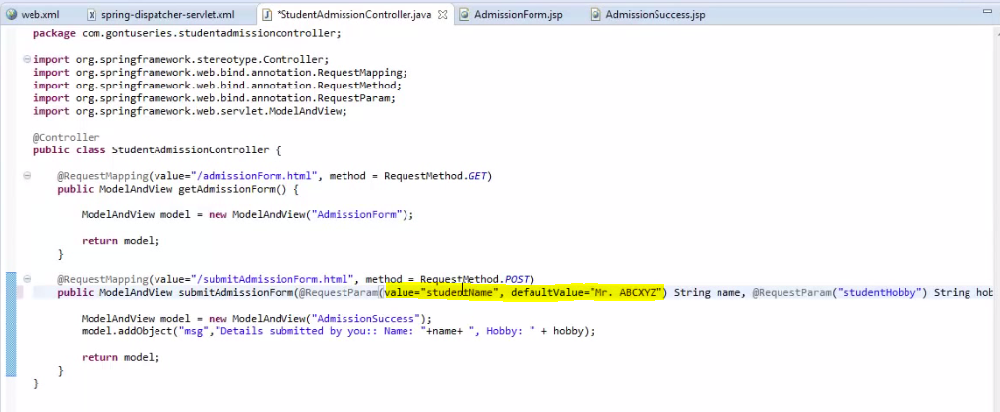 web.xml spring-dispatcher-servlet.xml *StudentAdmissionController.java AdmissionForm.jsp AdmissionSuccess.jsp
package com.gontuseries.studentadmissioncontroller;
import org.springframework.stereotype.Controller;
import org.springframework.web.bind.annotation.RequestMapping;
import org.springframework.web.bind.annotation.RequestMethod;
import org.springframework.web.bind.annotation.RequestParam;
import org.springframework.web.servlet.ModelAndView;
@Controller
public class StudentAdmissionController {
@RequestMapping(value="/admissionForm.html", method = RequestMethod.GET)
public ModelAndView getAdmissionForm() {
ModelAndView model = new ModelAndView("AdmissionForm");
return model;
}
@RequestMapping(value="/submitAdmissionForm.html", method = RequestMethod.POST)
public ModelAndView submitAdmissionForm(@RequestParam(value="studentName", defaultValue="Mr. ABCXYZ") String name, @RequestParam("studentHobby") String hob
ModelAndView model = new ModelAndView("AdmissionSuccess");
model.addObject("msg","Details submitted by you:: Name: "+name+ ", Hobby: " + hobby);
return model;
}
}